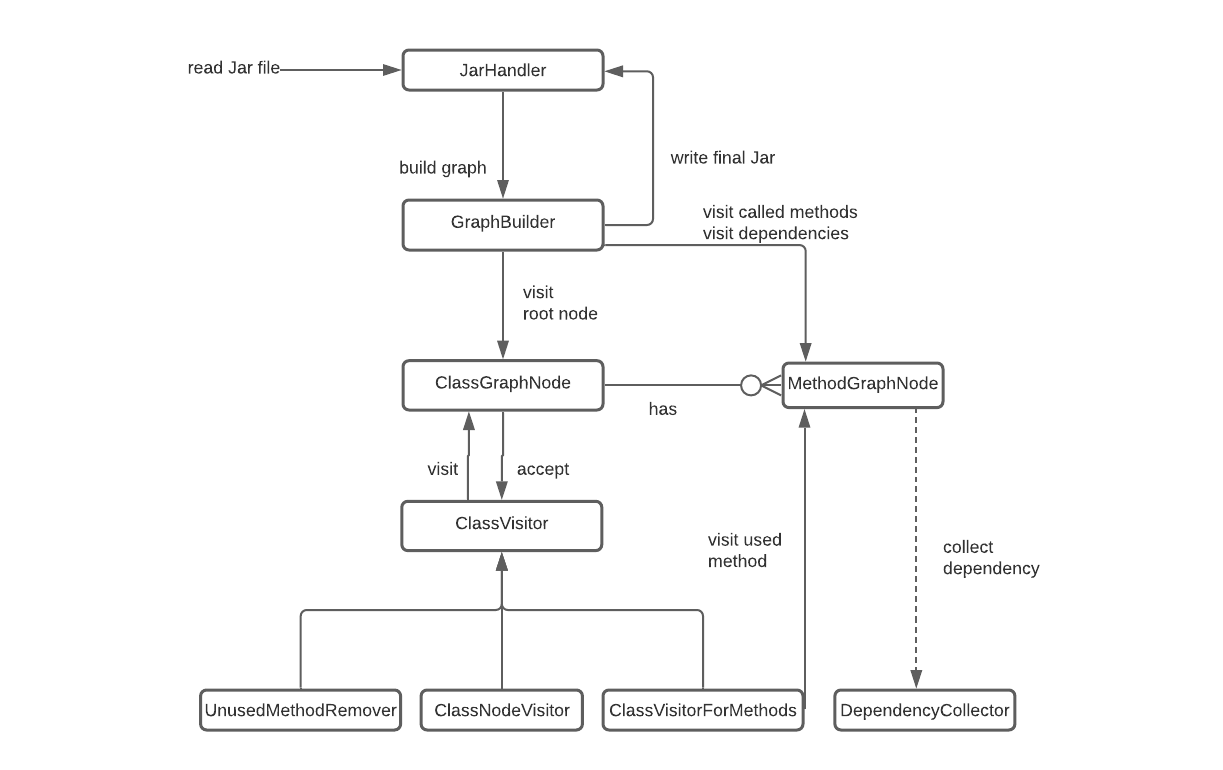 read Jar file
JarHandler
write final Jar
build graph
visit called methods
GraphBuilder
visit dependencies
visit
root node
ClassGraphNode
MethodGraphNode
has
visit
accept
ClassVisitor
visit used
method
collect
dependency
UnusedMethodRemover
ClassNodeVisitor
ClassVisitorForMethods
DependencyCollector